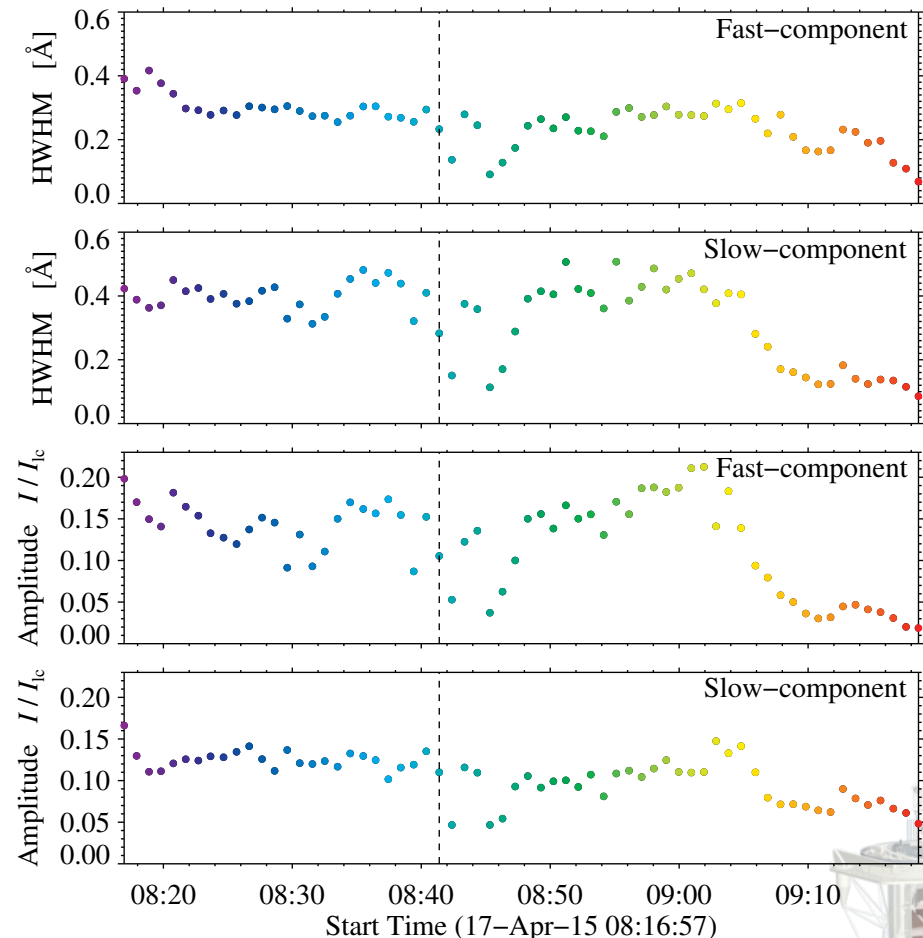 0.6
Fast−component
0.4
0.2
0.0
HWHM [Å]
0.6
Slow−component
0.4
0.2
0.0
HWHM [Å]
0.20
Fast−component
0.15
0.10
0.05
0.00
Amplitude I / Ilc
0.20
Slow−component
0.15
0.10
0.05
0.00
Amplitude I / Ilc
08:20 08:30 08:40 08:50 09:00 09:10
Start Time (17−Apr−15 08:16:57)